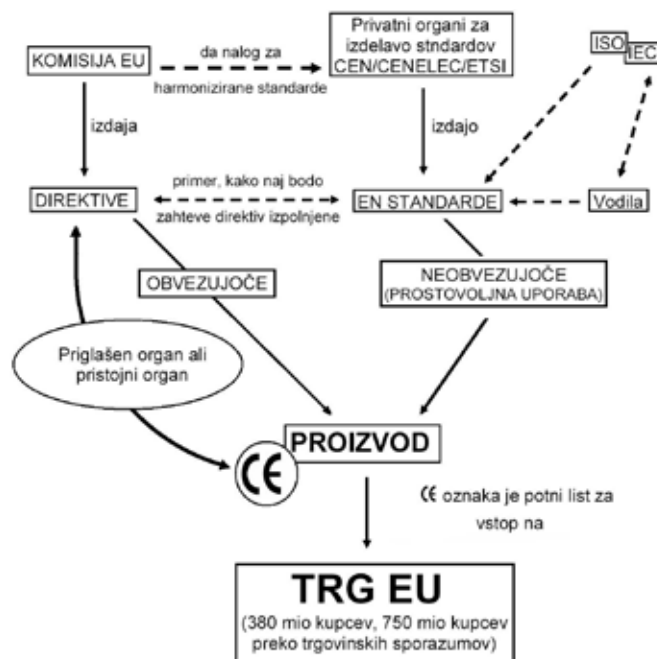 KOMISIJA EU
da nalog za
harmonizirane standarde
Privatni organi za
izdelavo stndardov
CEN/CENELEC/ETSI
ISO
IEC
izdaja
izdajo
DIREKTIVE
primer, kako naj bodo
zahteve direktiv izpolnjene
EN STANDARDE
Vodila
OBVEZUJOČE
NEOBVEZUJOČE
(PROSTOVOLJNA UPORABA)
Priglašen organ ali
pristojni organ
CE
PROIZVOD
CE oznaka je potni list za
vstop na
TRG EU
(380 mio kupcev, 750 mio kupcev
preko trgovinskih sporazumov)